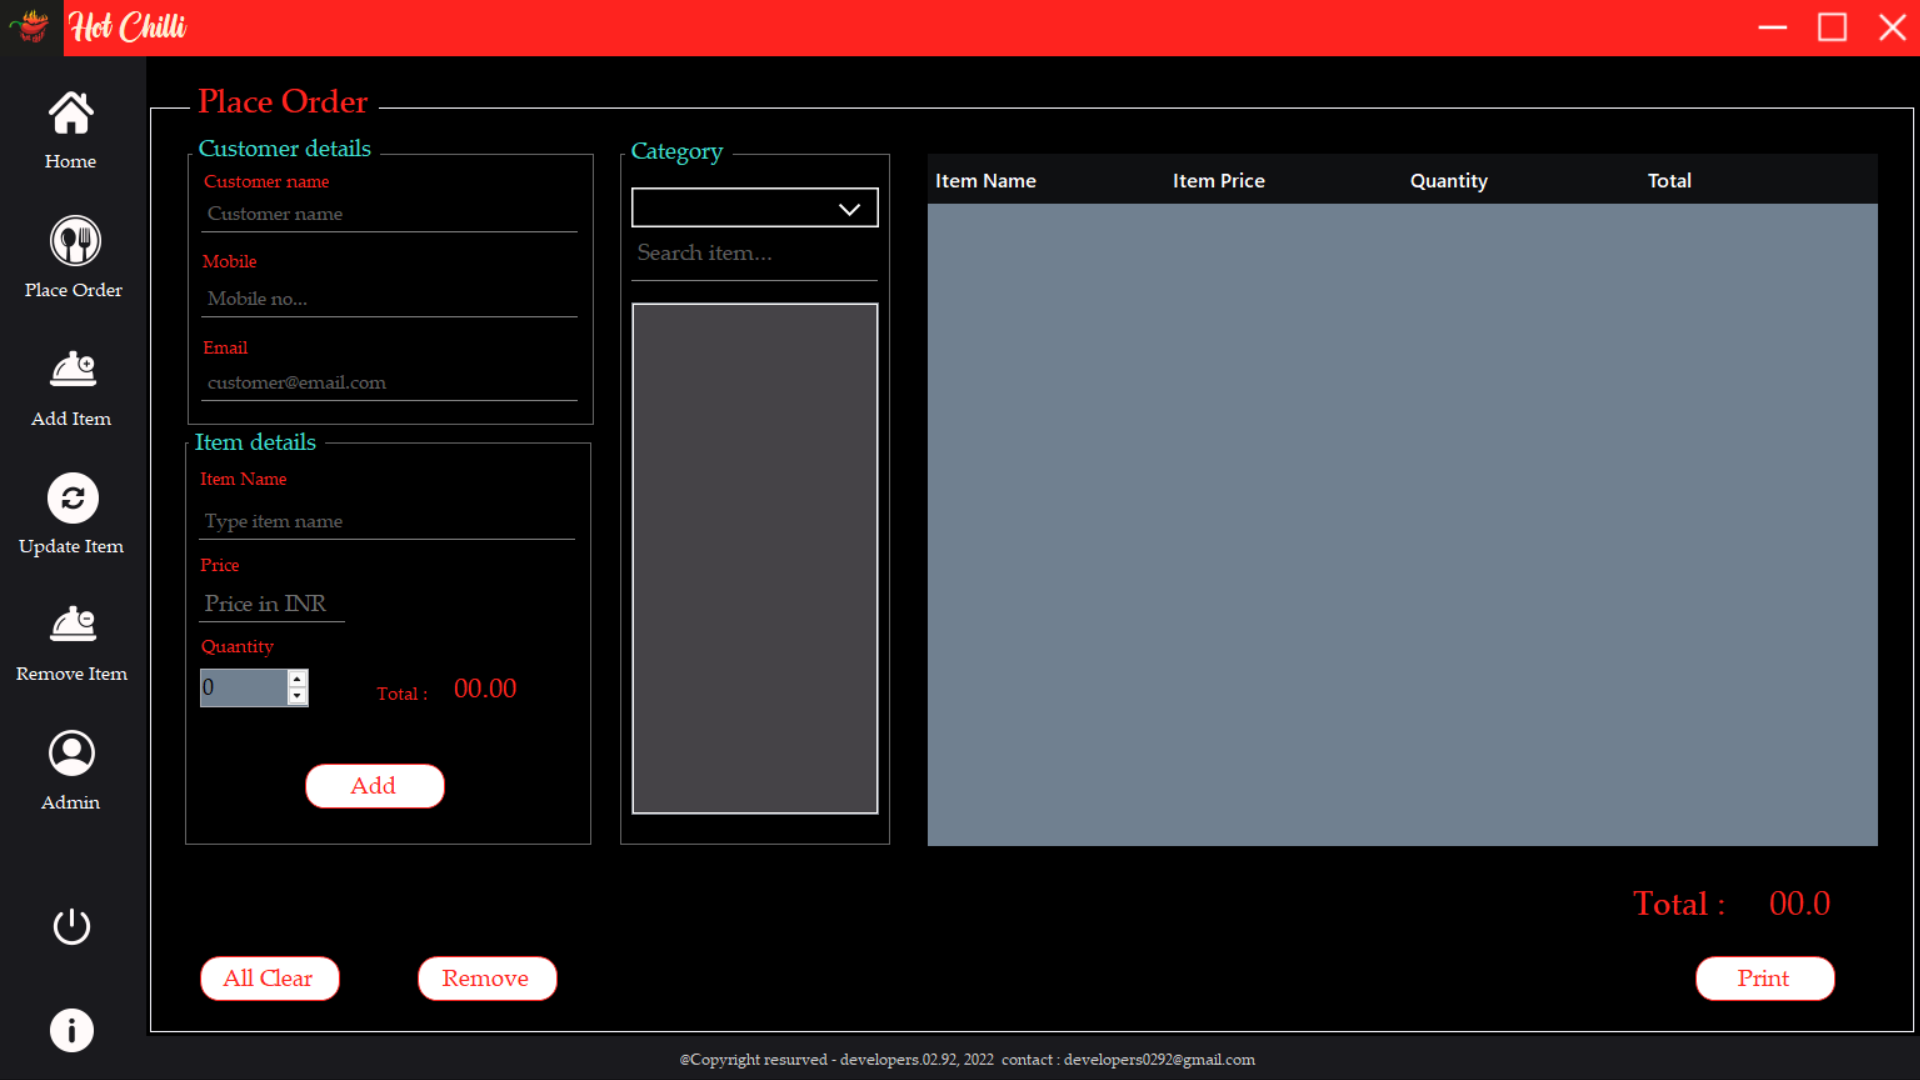 Hot Chilli
Home
Place Order
Add Item
Update Item
Remove Item
Admin
Place Order
Customer details
Customer name
Customer name
Mobile
Mobile no...
Email
customer@email.com
Item details
Item Name
Type item name
Price
Price in INR
Quantity
0
Total : 00.00
Add
Category
Search item...
Item Name Item Price Quantity Total
Total : 00.0
All Clear
Remove
Print
@Copyright resurved - developers.02.92, 2022 contact : developers0292@gmail.com